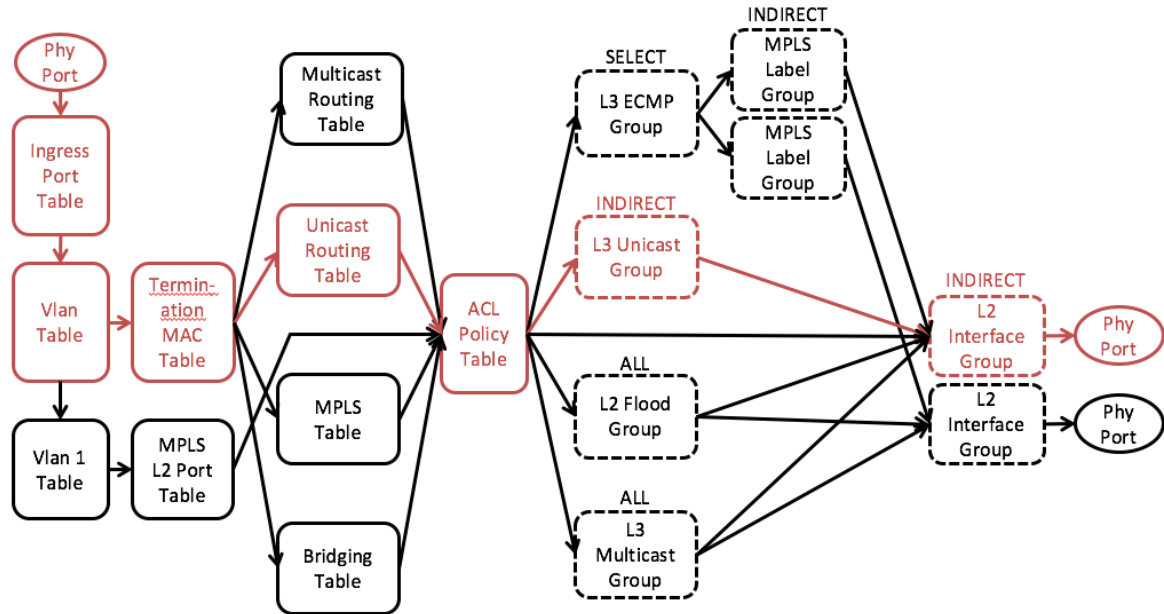 Phy
Port
Ingress
Port
Table
Vlan
Table
Vlan 1
Table
Termin-
ation
MAC
Table
MPLS
L2 Port
Table
Multicast
Routing
Table
Unicast
Routing
Table
MPLS
Table
Bridging
Table
ACL
Policy
Table
SELECT
L3 ECMP
Group
INDIRECT
MPLS
Label
Group
MPLS
Label
Group
INDIRECT
L3 Unicast
Group
ALL
L2 Flood
Group
ALL
L3
Multicast
Group
INDIRECT
L2
Interface
Group
L2
Interface
Group
Phy
Port
Phy
Port